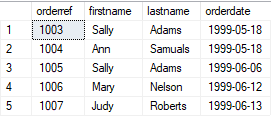 orderref firstname lastname orderdate
1 1003 Sally Adams 1999-05-18
2 1004 Ann Samuals 1999-05-18
3 1005 Sally Adams 1999-06-06
4 1006 Mary Nelson 1999-06-12
5 1007 Judy Roberts 1999-06-13